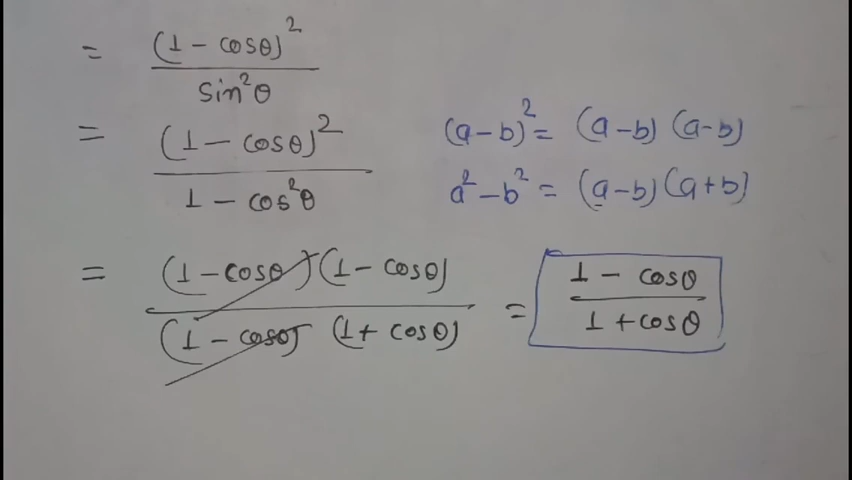 = (1 - cosθ)² / sin²θ
= (1 - cosθ)² / 1 - cos²θ
(a-b)² = (a-b) (a-b)
a² - b² = (a-b) (a+b)
= (1 - cosθ) (1 - cosθ) / (1 - cosθ) (1 + cosθ) = 1 - cosθ / 1 + cosθ